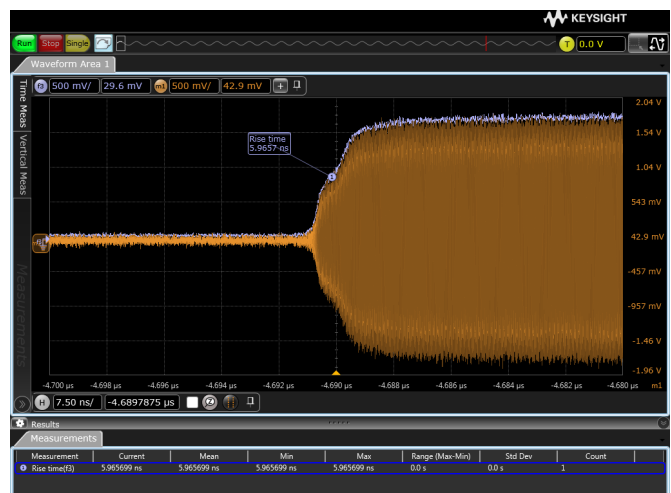 KEYSIGHT
Run Stop Single T 0.0 V
Waveform Area 1
f3 500 mV/ 29.6 mV m1 500 mV/ 42.9 mV +
Time Meas
Vertical Meas
Measurements
Rise time
5.9657 ns
2.04 V
1.54 V
1.04 V
543 mV
42.9 mV
-457 mV
-957 mV
-1.46 V
-1.96 V
-4.700 µs -4.698 µs -4.696 µs -4.694 µs -4.692 µs -4.690 µs -4.688 µs -4.686 µs -4.684 µs -4.682 µs -4.680 µs m1
H 7.50 ns/ -4.6897875 µs
Results
Measurements
Measurement Current Mean Min Max Range (Max-Min) Std Dev Count
Rise time(f3) 5.965699 ns 5.965699 ns 5.965699 ns 5.965699 ns 0.0 s 0.0 s 1